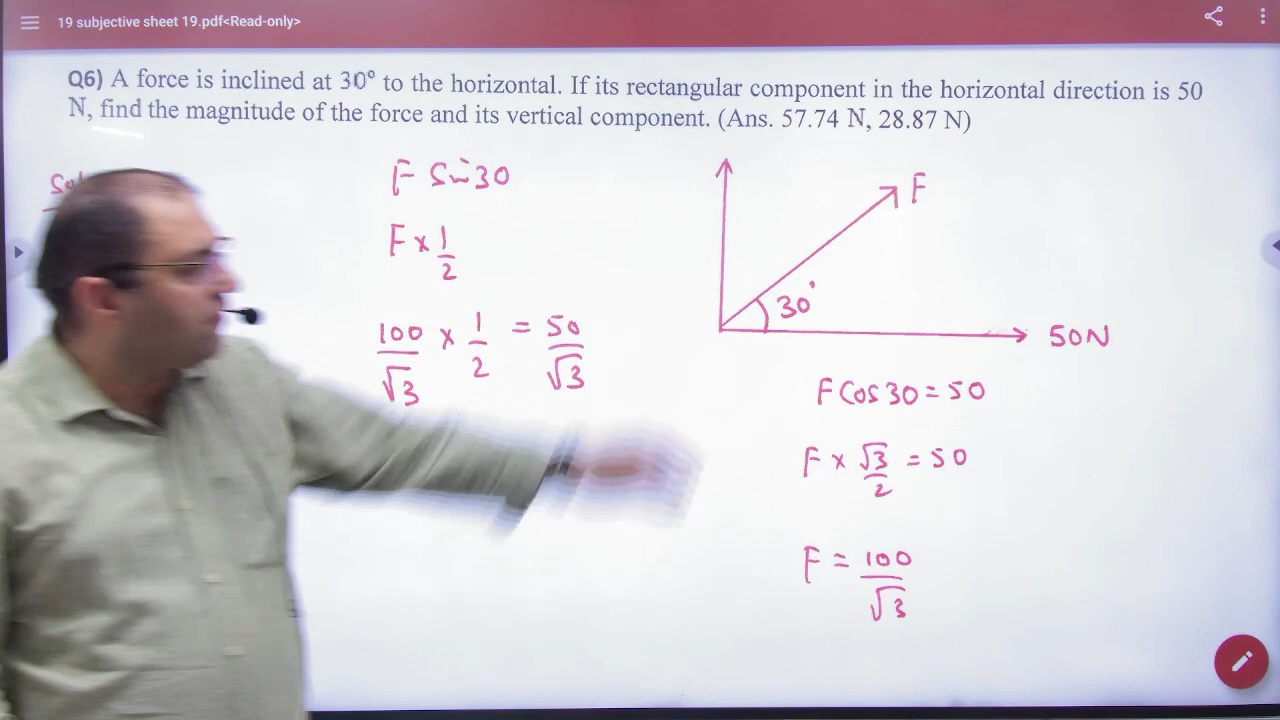 19 subjective sheet 19.pdf<Read-only>
Q6) A force is inclined at 30° to the horizontal. If its rectangular component in the horizontal direction is 50
N, find the magnitude of the force and its vertical component. (Ans. 57.74 N, 28.87 N)
F Sin30
F × 1/2
100/√3 × 1/2 = 50/√3
F
30°
50N
F Cos30 = 50
F × √3/2 = 50
F = 100/√3